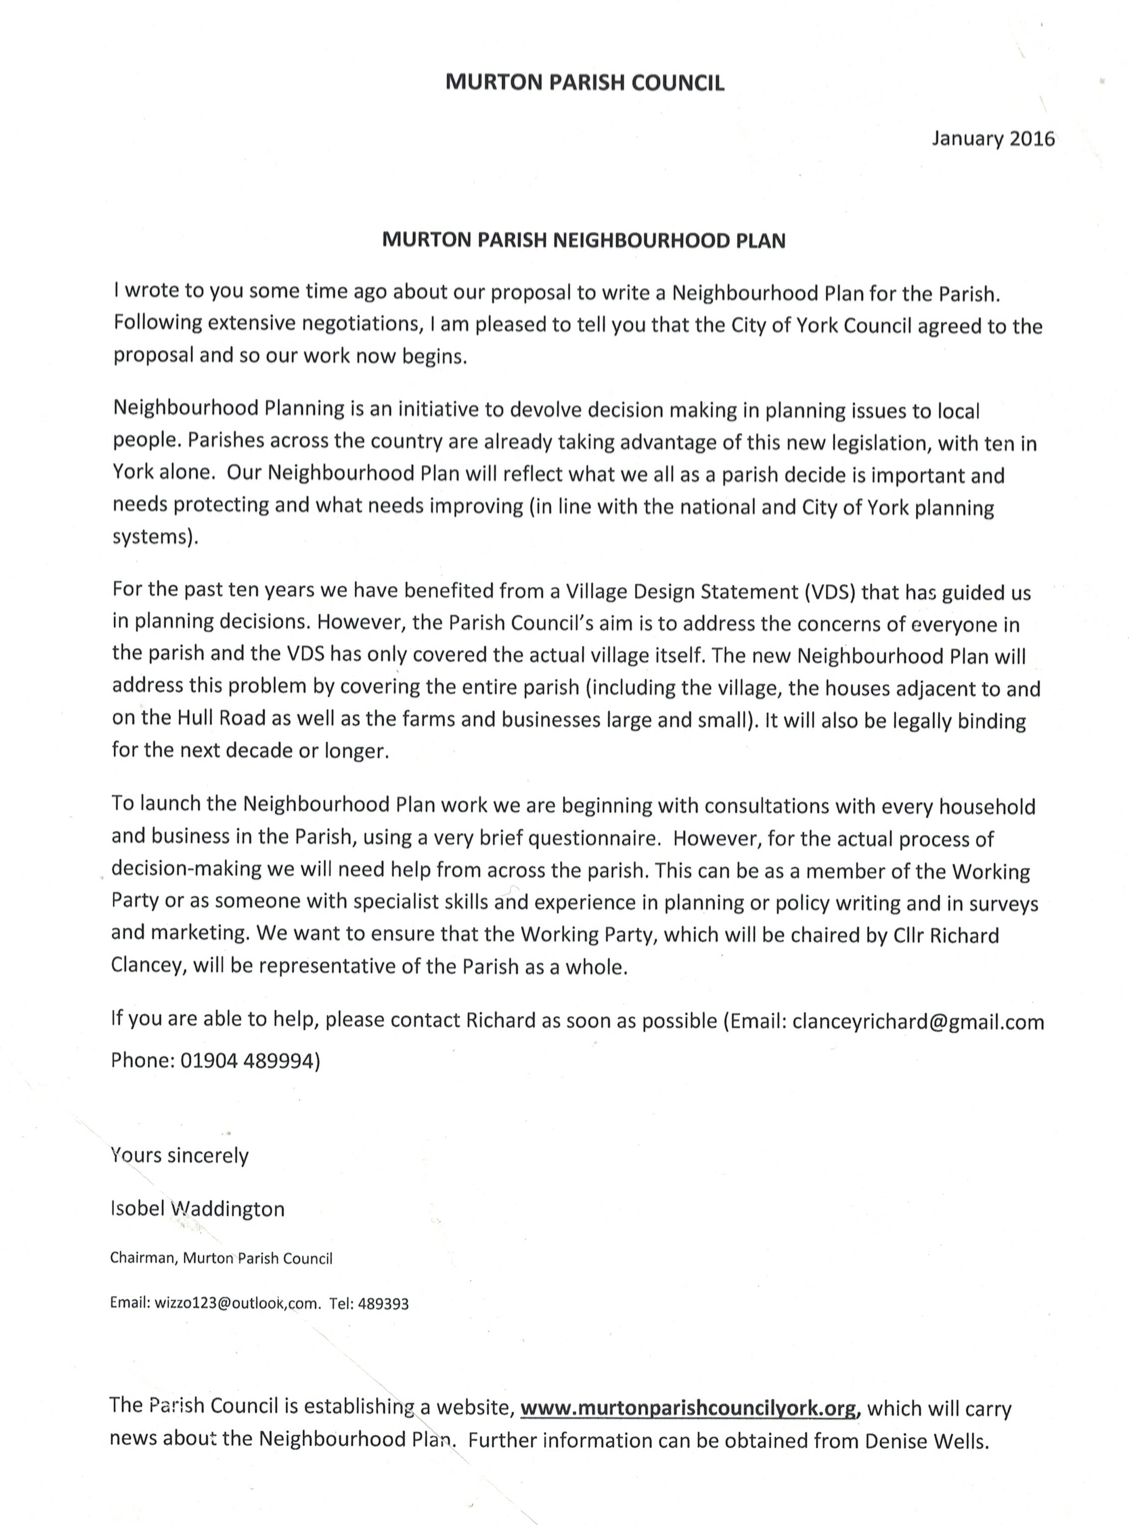 MURTON PARISH COUNCIL
January 2016
MURTON PARISH NEIGHBOURHOOD PLAN
I wrote to you some time ago about our proposal to write a Neighbourhood Plan for the Parish.
Following extensive negotiations, I am pleased to tell you that the City of York Council agreed to the
proposal and so our work now begins.
Neighbourhood Planning is an initiative to devolve decision making in planning issues to local
people. Parishes across the country are already taking advantage of this new legislation, with ten in
York alone.  Our Neighbourhood Plan will reflect what we all as a parish decide is important and
needs protecting and what needs improving (in line with the national and City of York planning
systems).
For the past ten years we have benefited from a Village Design Statement (VDS) that has guided us
in planning decisions. However, the Parish Council's aim is to address the concerns of everyone in
the parish and the VDS has only covered the actual village itself. The new Neighbourhood Plan will
address this problem by covering the entire parish (including the village, the houses adjacent to and
on the Hull Road as well as the farms and businesses large and small). It will also be legally binding
for the next decade or longer.
To launch the Neighbourhood Plan work we are beginning with consultations with every household
and business in the Parish, using a very brief questionnaire.  However, for the actual process of
decision-making we will need help from across the parish. This can be as a member of the Working
Party or as someone with specialist skills and experience in planning or policy writing and in surveys
and marketing. We want to ensure that the Working Party, which will be chaired by Cllr Richard
Clancey, will be representative of the Parish as a whole.
If you are able to help, please contact Richard as soon as possible (Email: clanceyrichard@gmail.com
Phone: 01904 489994)
Yours sincerely
Isobel Waddington
Chairman, Murton Parish Council
Email: wizzo123@outlook,com.  Tel: 489393
The Parish Council is establishing a website, www.murtonparishcouncilyork.org, which will carry
news about the Neighbourhood Plan.  Further information can be obtained from Denise Wells.